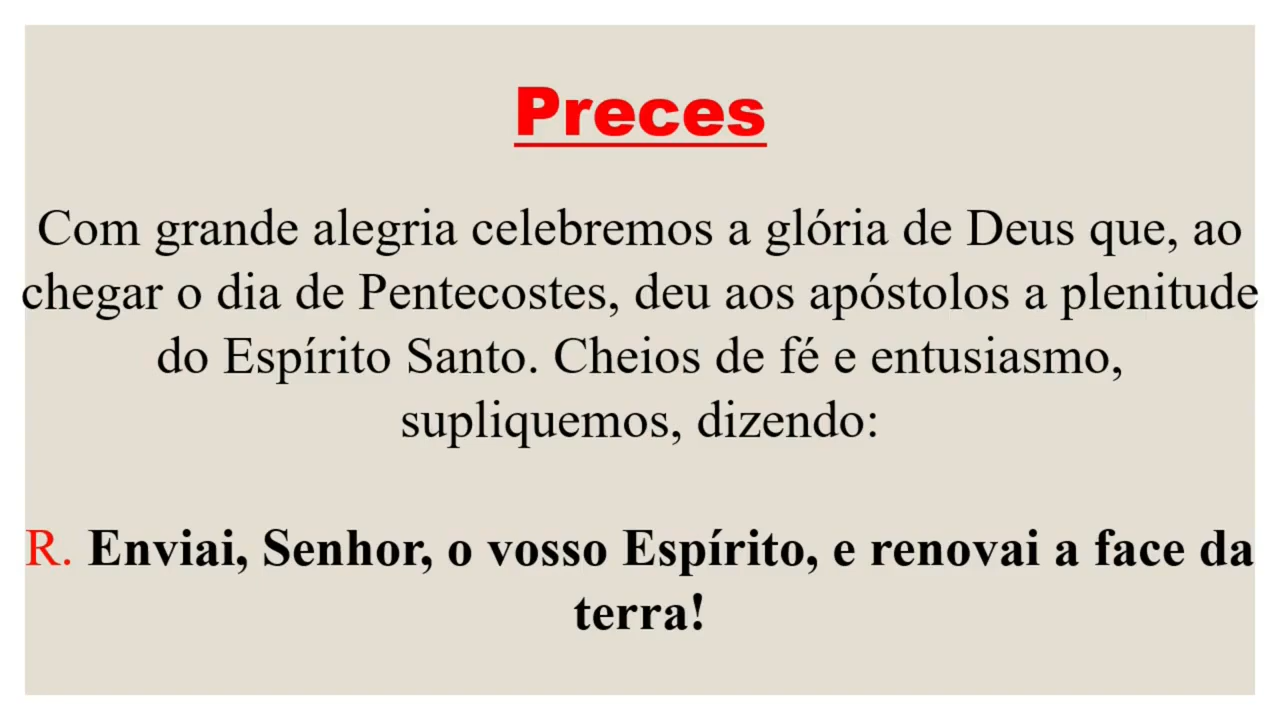 Preces
Com grande alegria celebremos a glória de Deus que, ao
chegar o dia de Pentecostes, deu aos apóstolos a plenitude
do Espírito Santo. Cheios de fé e entusiasmo,
supliquemos, dizendo:
R. Enviai, Senhor, o vosso Espírito, e renovai a face da
terra!